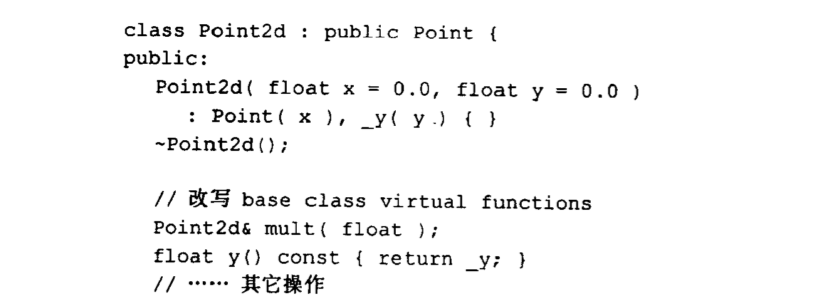 class Point2d : public Point {
public:
Point2d( float x = 0.0, float y = 0.0 )
: Point( x ), _y( y ) { }
~Point2d();
// 改写 base class virtual functions
Point2d& mult( float );
float y() const { return _y; }
// …… 其它操作